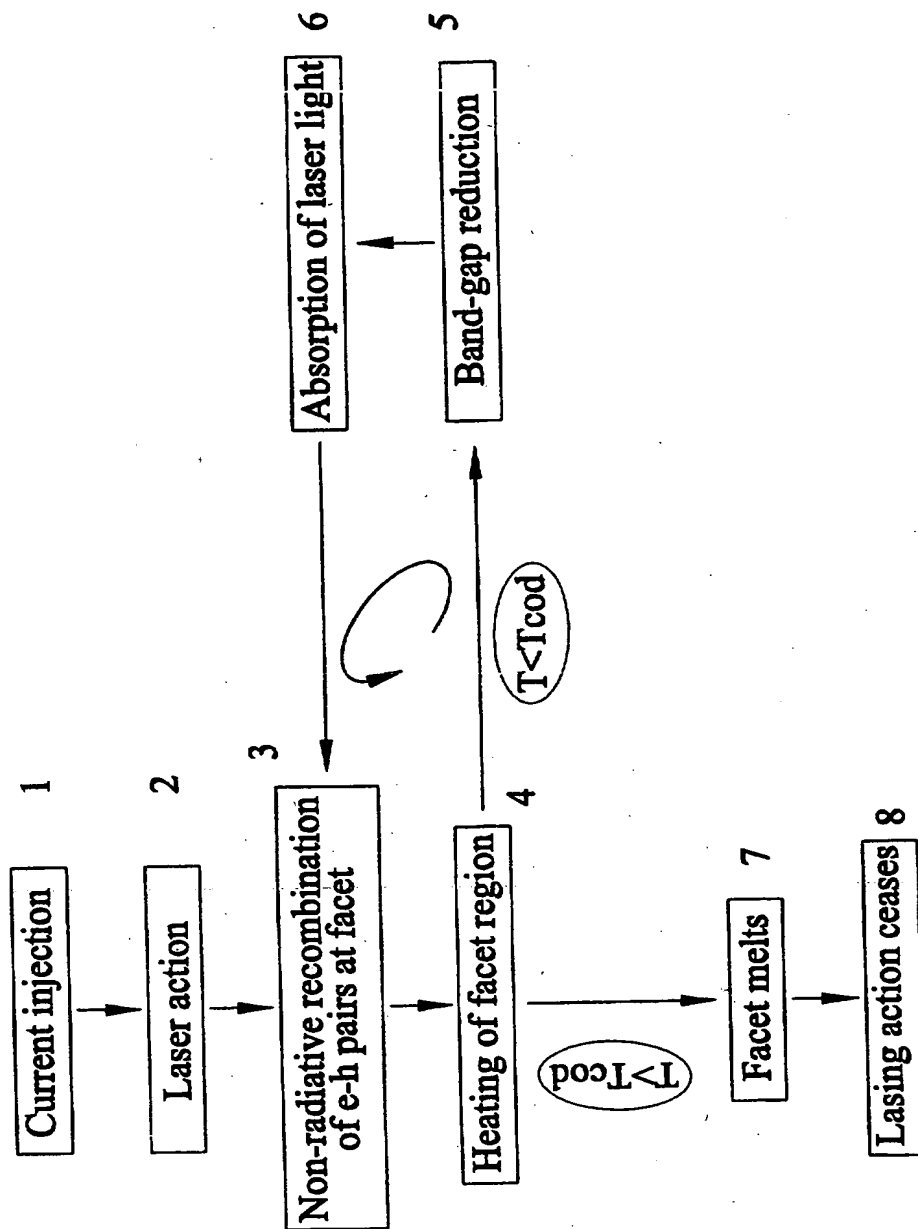 Current injection
1
Laser action
2
Non-radiative recombination
of e-h pairs at facet
3
Heating of facet region
4
T<Tcod
Band-gap reduction
5
Absorption of laser light
6
T>Tcod
Facet melts
7
Lasing action ceases
8